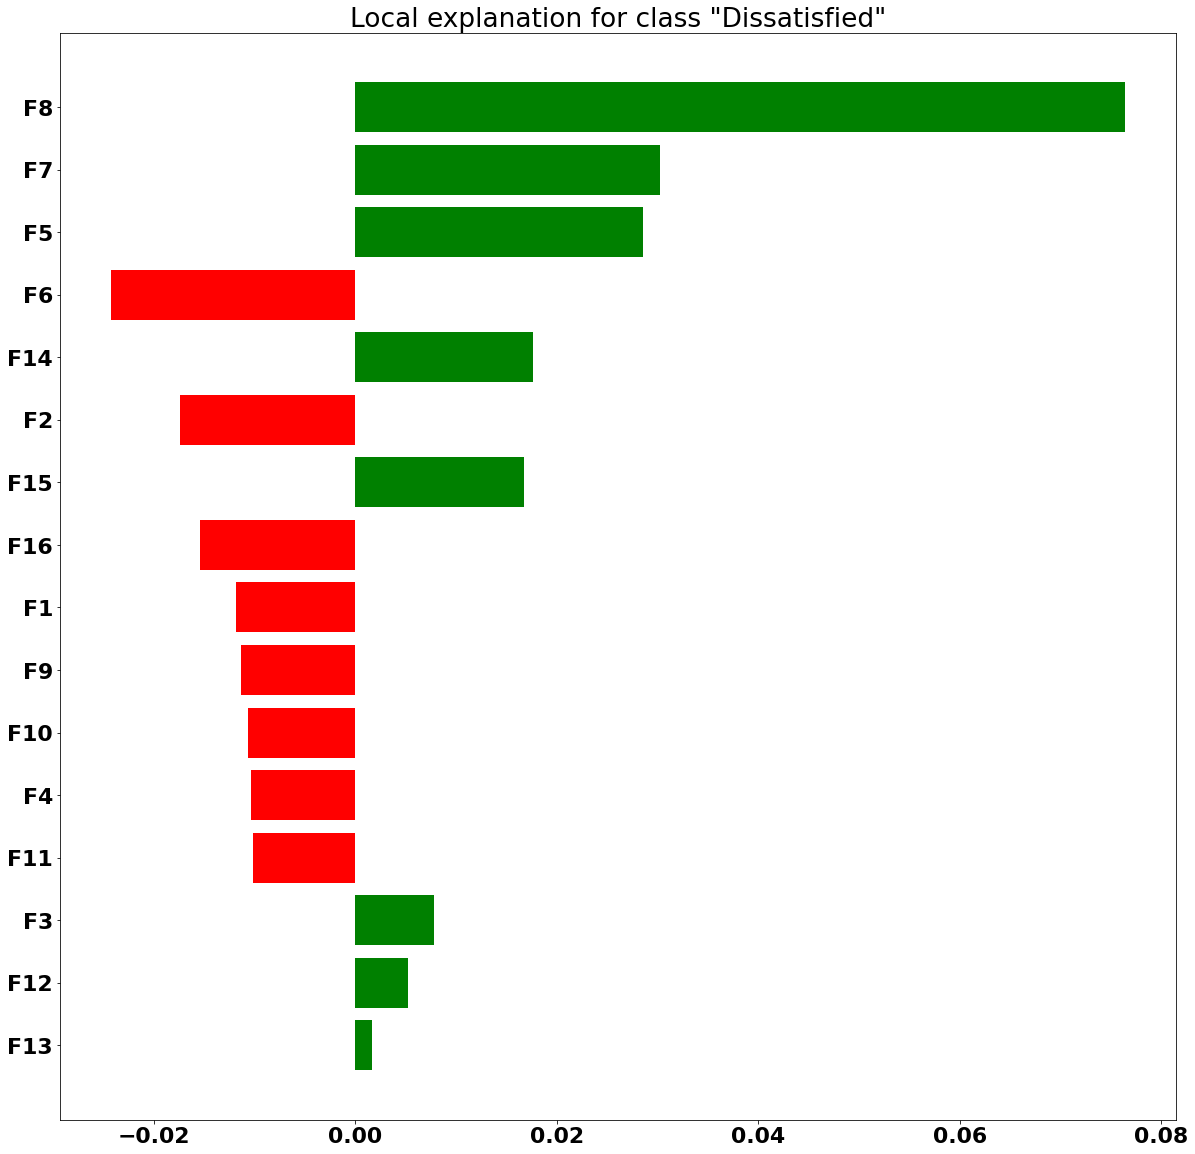 Local explanation for class "Dissatisfied"
F8
F7
F5
F6
F14
F2
F15
F16
F1
F9
F10
F4
F11
F3
F12
F13
−0.02 0.00 0.02 0.04 0.06 0.08